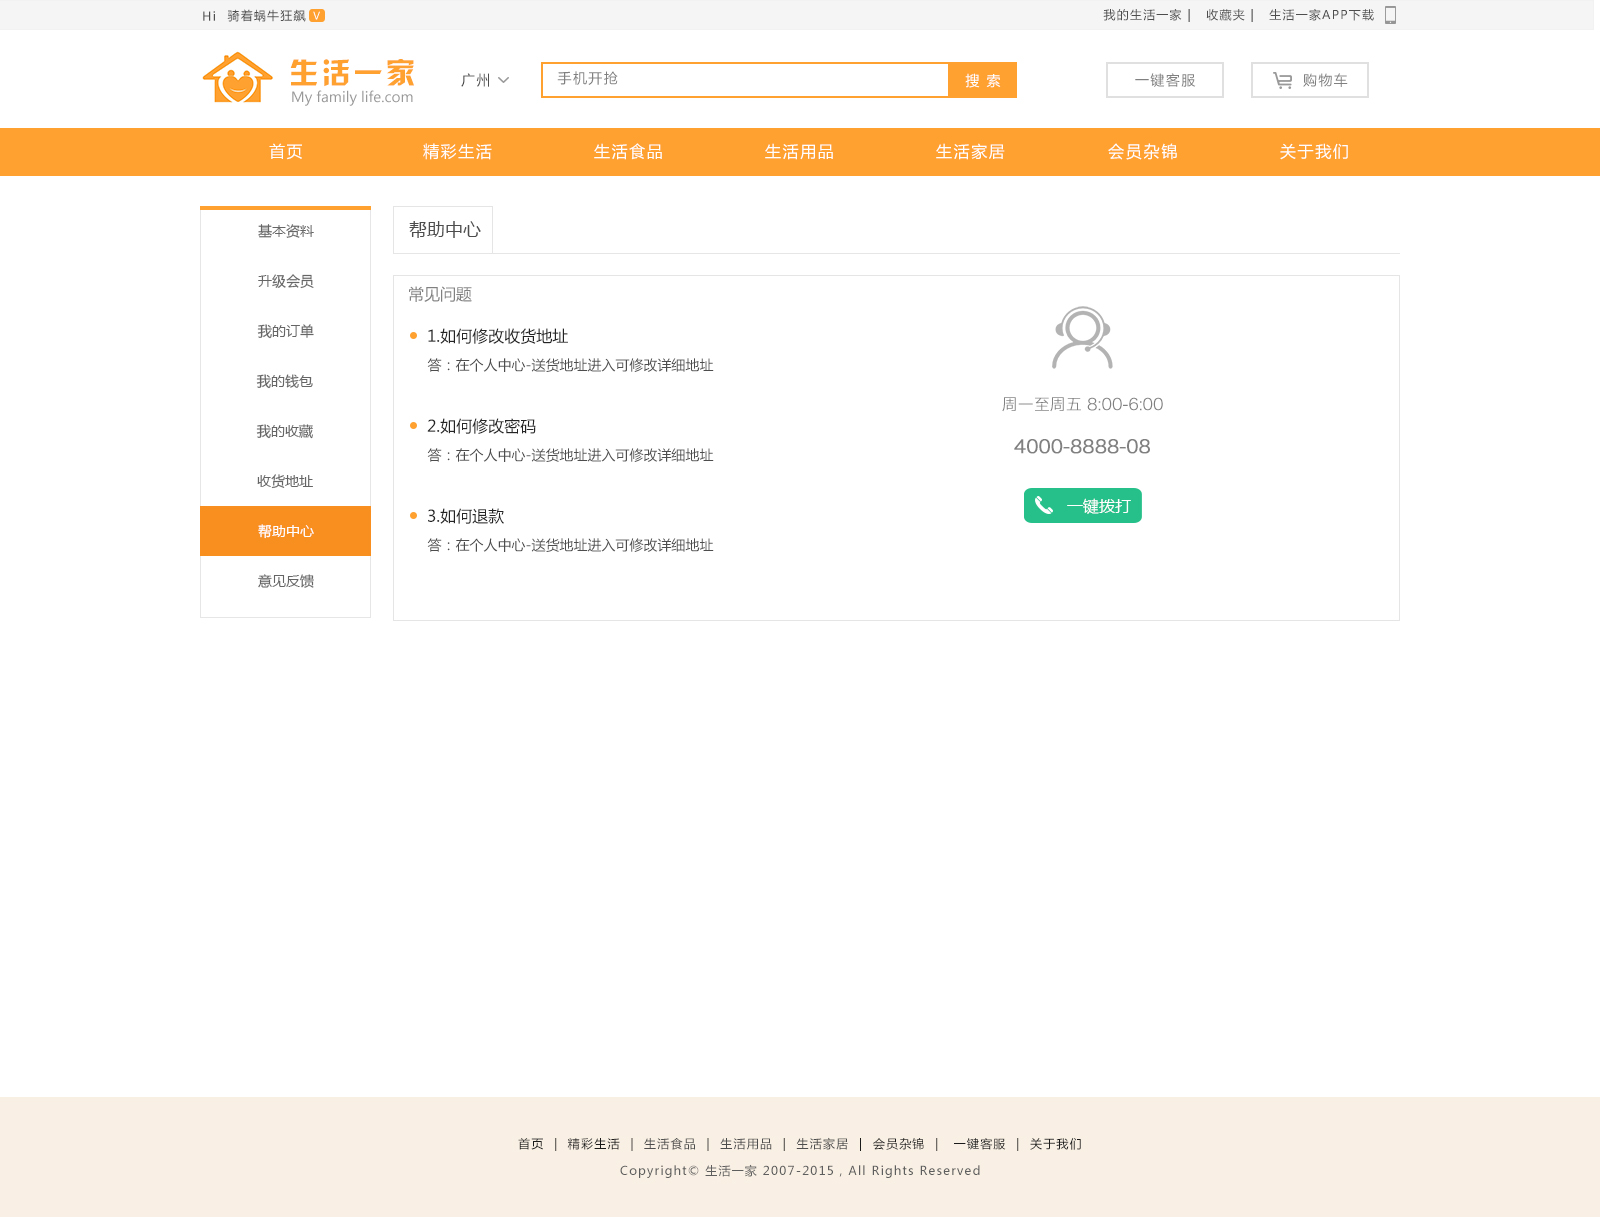 Hi 骑着蜗牛狂飙 V 我的生活一家 | 收藏夹 | 生活一家APP下载
生活一家
My family life.com
广州 手机开抢 搜 索 一键客服 购物车
首页 精彩生活 生活食品 生活用品 生活家居 会员杂锦 关于我们
基本资料
升级会员
我的订单
我的钱包
我的收藏
收货地址
帮助中心
意见反馈
帮助中心
常见问题
1.如何修改收货地址
答：在个人中心-送货地址进入可修改详细地址
2.如何修改密码
答：在个人中心-送货地址进入可修改详细地址
3.如何退款
答：在个人中心-送货地址进入可修改详细地址
周一至周五 8:00-6:00
4000-8888-08
一键拨打
首页 | 精彩生活 | 生活食品 | 生活用品 | 生活家居 | 会员杂锦 | 一键客服 | 关于我们
Copyright© 生活一家 2007-2015 , All Rights Reserved